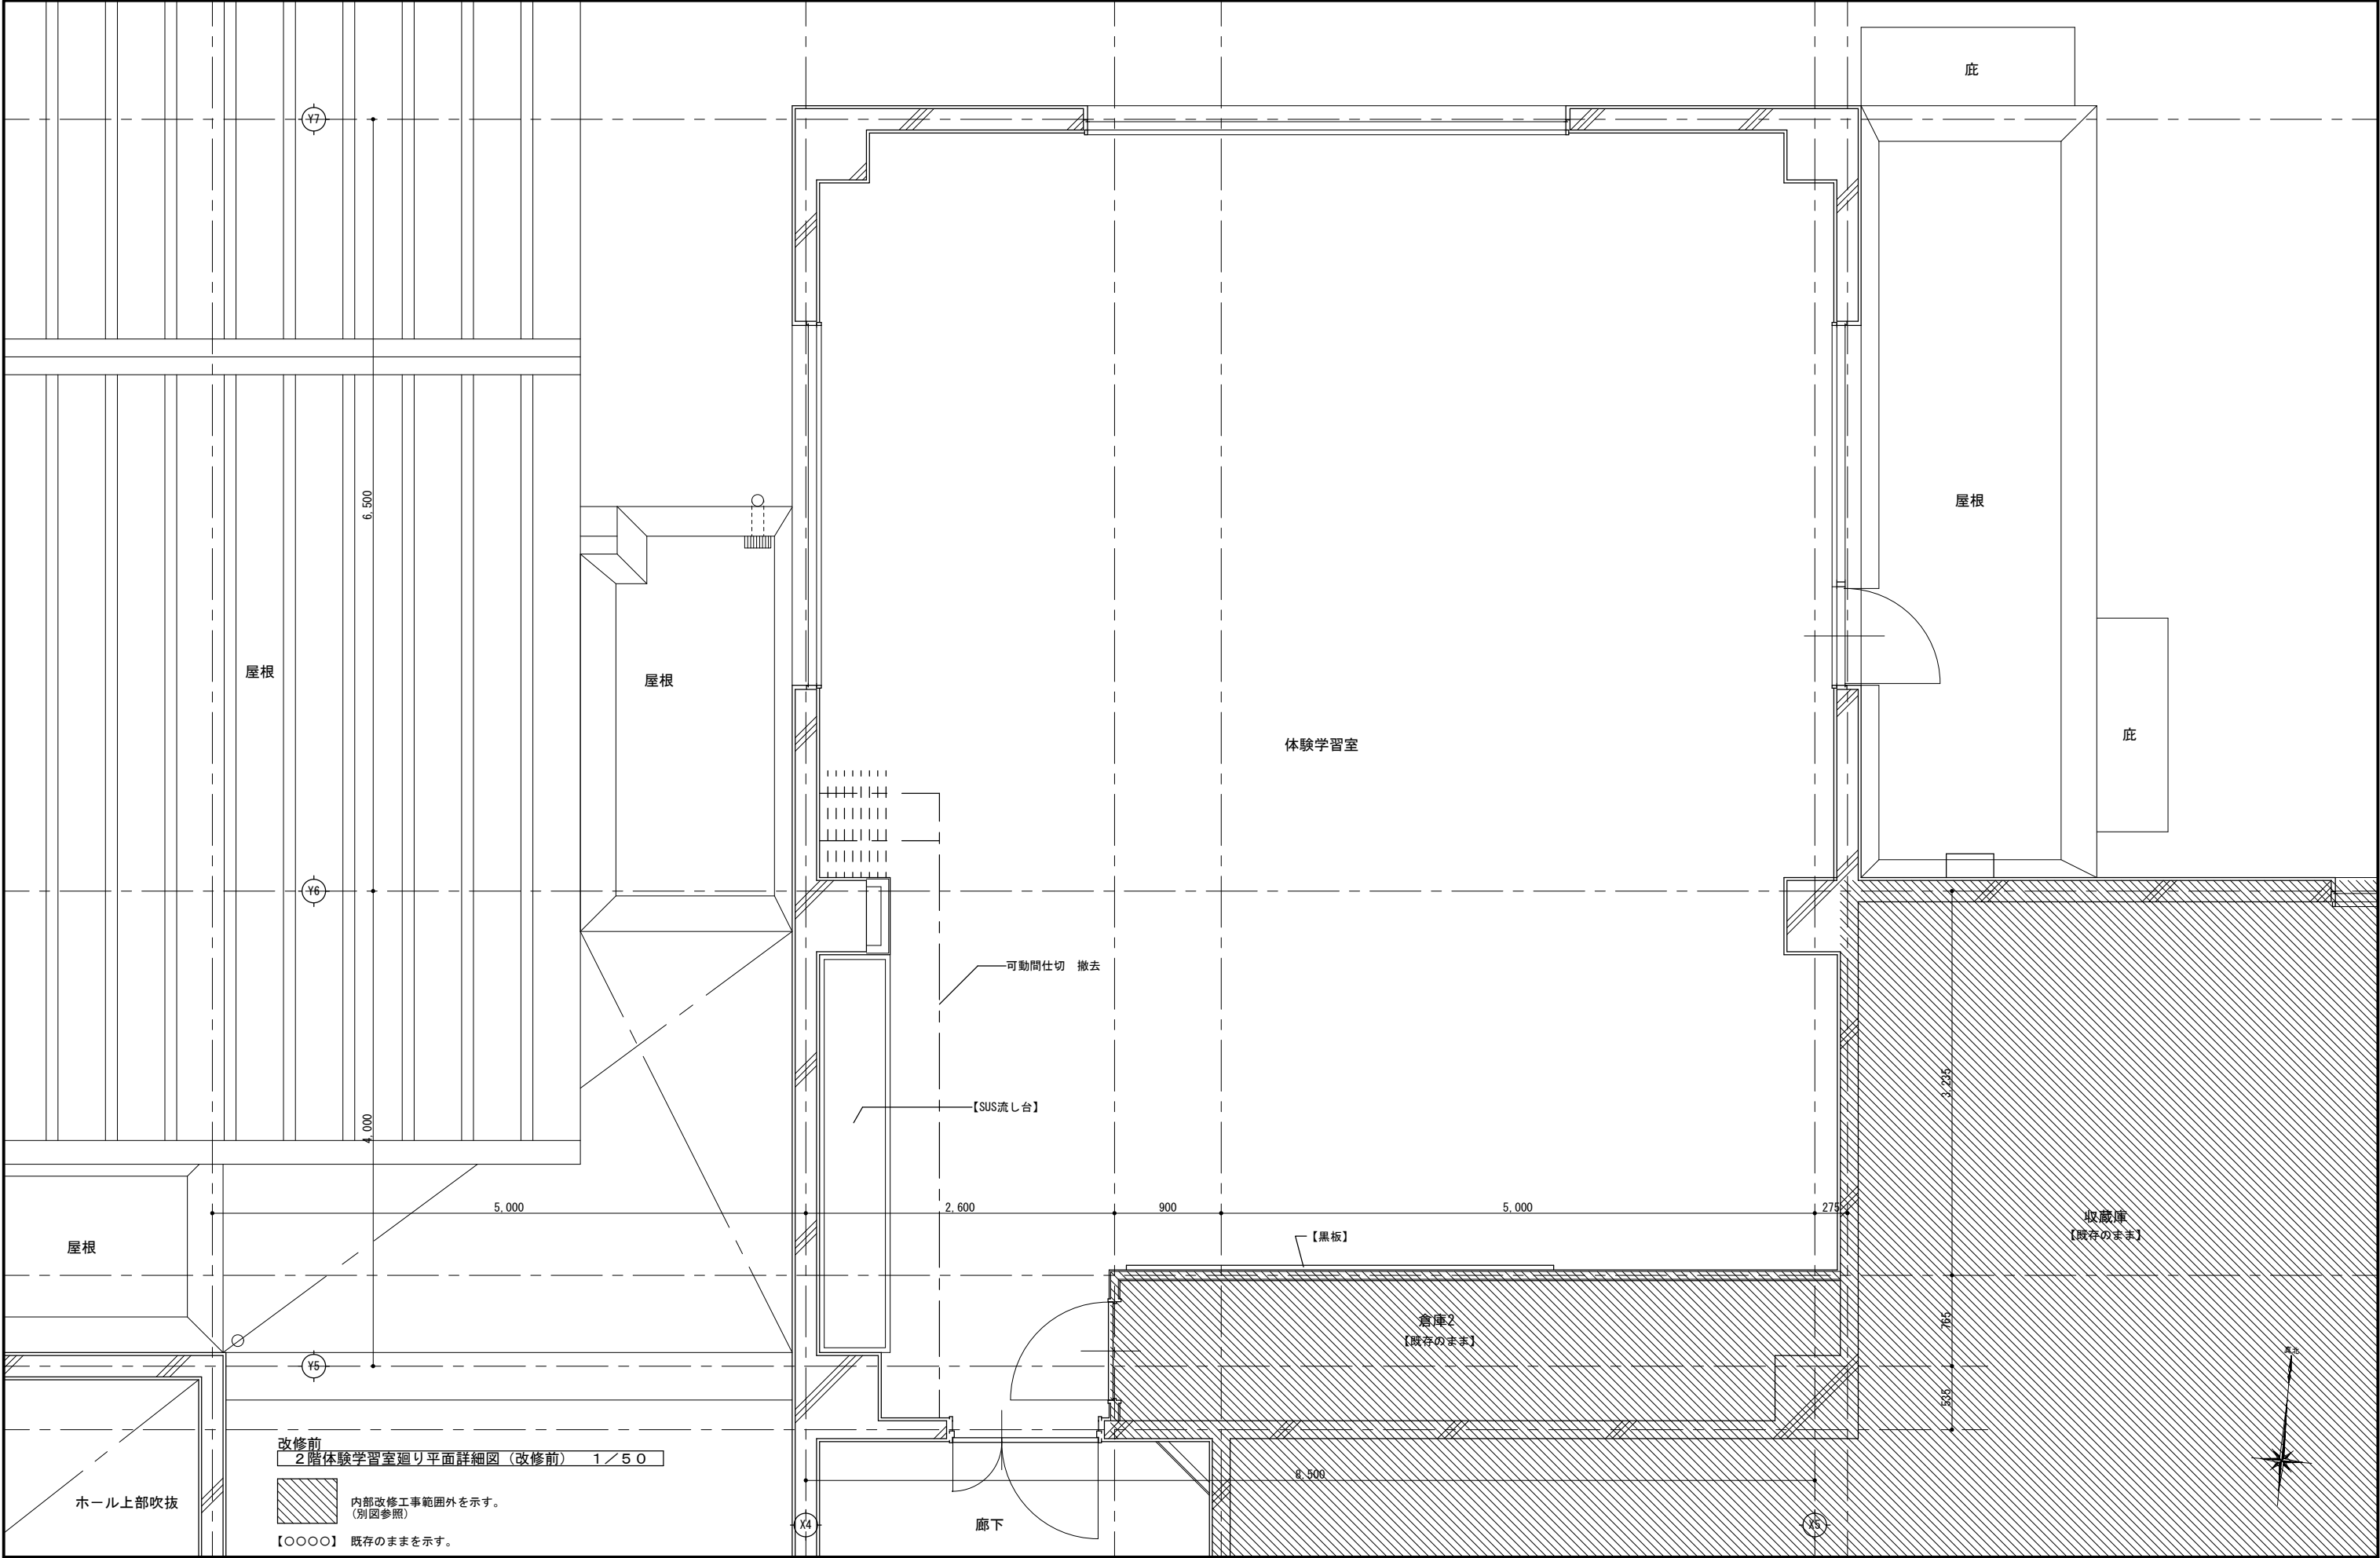 庇
Y7
6,500
屋根
屋根
屋根
体験学習室
庇
Y6
可動間仕切　撤去
3,235
【SUS流し台】
4,000
5,000
2,600
900
5,000
275
収蔵庫
【既存のまま】
【黒板】
屋根
倉庫2
【既存のまま】
765
真北
Y5
535
改修前
２階体験学習室廻り平面詳細図（改修前）　１／５０
8,500
ホール上部吹抜
内部改修工事範囲外を示す。
（別図参照）
廊下
X4
X5
【○○○○】　既存のままを示す。